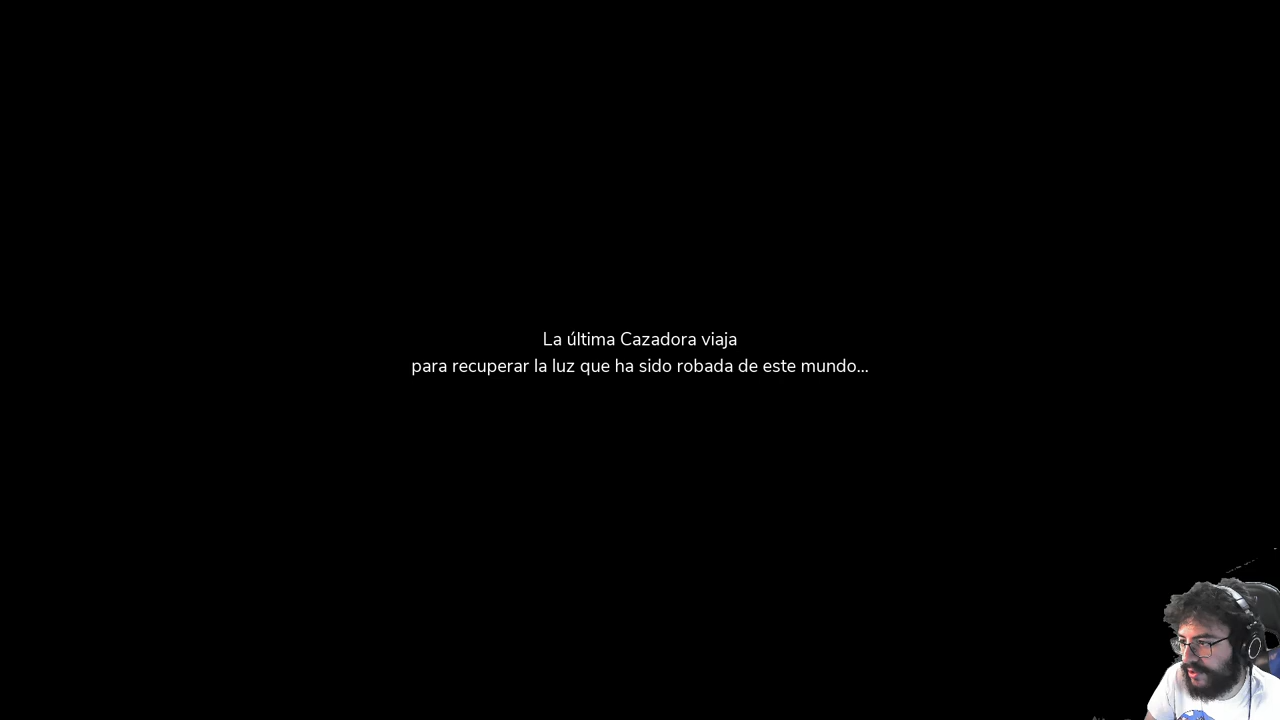 La última Cazadora viaja
para recuperar la luz que ha sido robada de este mundo...